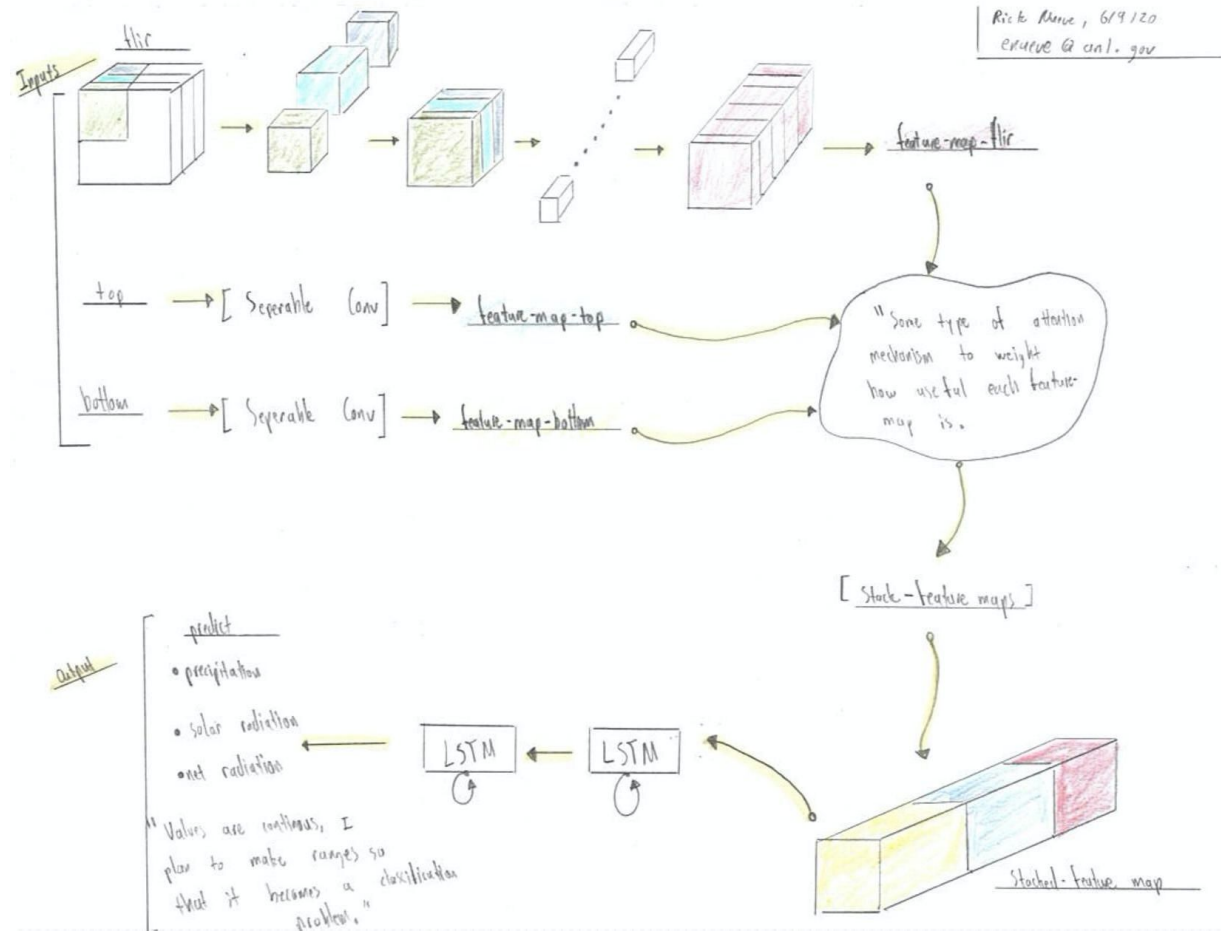 Rick , 6/9/20
@ anl.gov
Inputs
flir
feature-map-flir
top
[ Seperable Conv ]
feature-map-top
bottom
[ Seperable Conv ]
feature-map-bottom
"Some type of attention
mechanism to weight
how useful each feature-
map is.
[ Stack-feature maps ]
Output
predict
• precipitation
• solar radiation
• net radiation
LSTM
LSTM
"Values are continous, I
plan to make ranges so
that it becomes a classification
problem."
Stacked-feature map